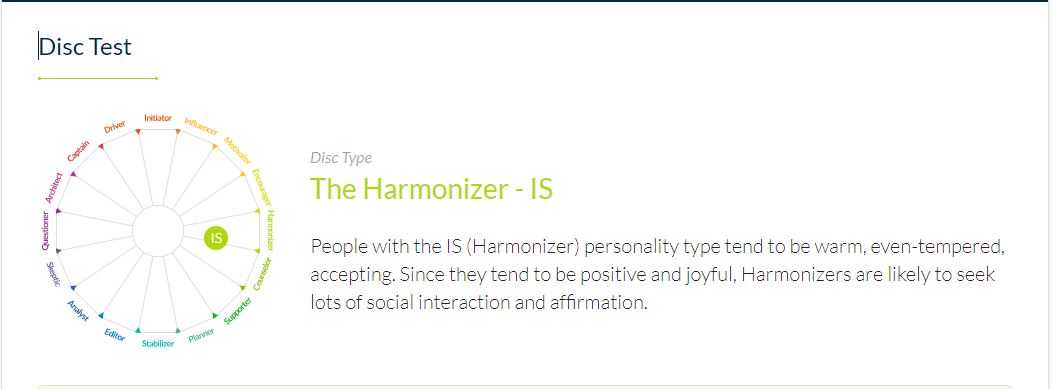 Disc Test
Initiator
Influencer
Motivator
Encourager
Harmonizer
Counselor
Supporter
Planner
Stabilizer
Editor
Analyst
Skeptic
Questioner
Architect
Captain
Driver
IS
Disc Type
The Harmonizer - IS
People with the IS (Harmonizer) personality type tend to be warm, even-tempered,
accepting. Since they tend to be positive and joyful, Harmonizers are likely to seek
lots of social interaction and affirmation.